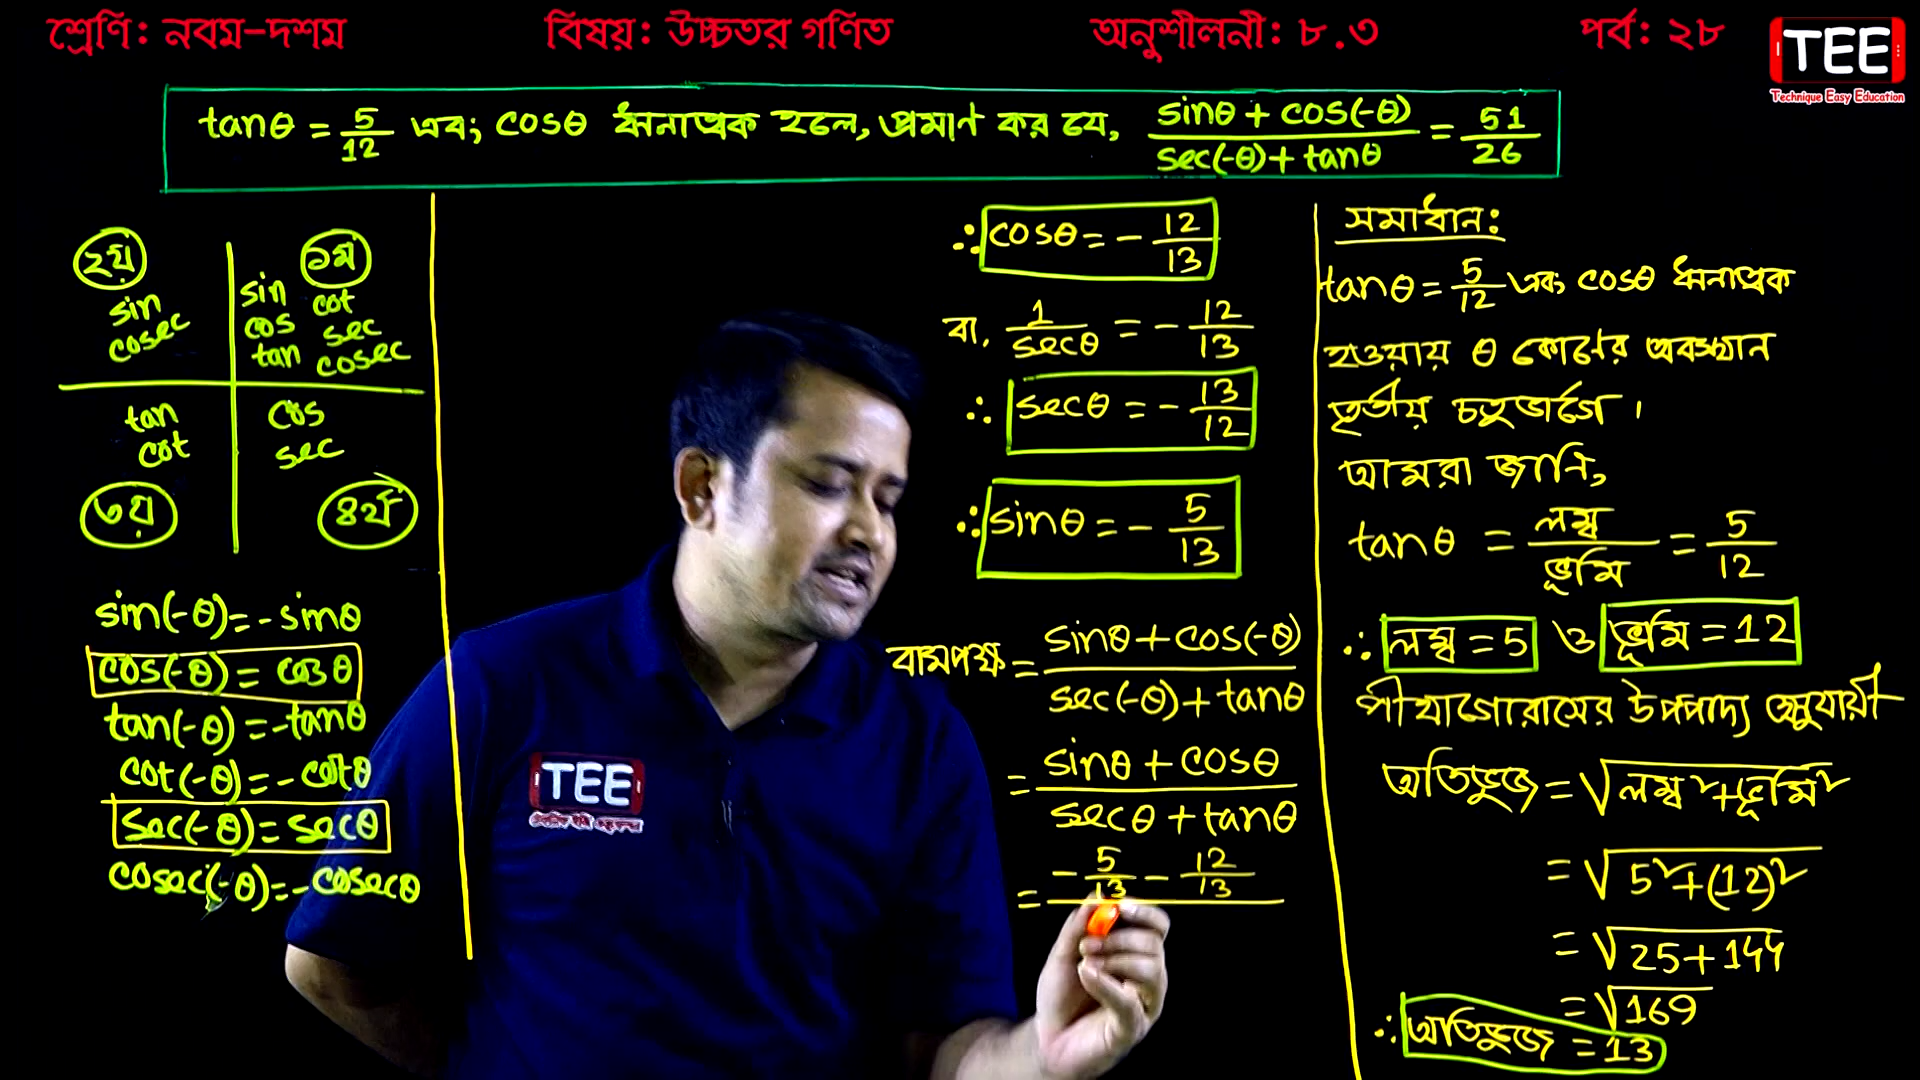 শ্রেণি: নবম-দশম
বিষয়: উচ্চতর গণিত
অনুশীলনী: ৮.৩
পর্ব: ২৮
TEE
Technique Easy Education
tanθ = 5/12 এবং cosθ ঋনাত্মক হলে, প্রমাণ কর যে, (sinθ + cos(-θ))/(sec(-θ) + tanθ) = 51/26
২য়
sin
cosec
১ম
sin cot
cos sec
tan cosec
tan
cot
৩য়
cos
sec
৪র্থ
sin(-θ) = -sinθ
cos(-θ) = cosθ
tan(-θ) = -tanθ
cot(-θ) = -cotθ
sec(-θ) = secθ
cosec(-θ) = -cosecθ
TEE
∴ cosθ = - 12/13
বা, 1/secθ = - 12/13
∴ secθ = - 13/12
∴ sinθ = - 5/13
বামপক্ষ = (sinθ + cos(-θ))/(sec(-θ) + tanθ)
= (sinθ + cosθ)/(secθ + tanθ)
= - 5/13 - 12/13
সমাধান:
tanθ = 5/12 এবং cosθ ঋনাত্মক
হওয়ায় θ কোণের অবস্থান
তৃতীয় চতুর্ভাগে।
আমরা জানি,
tanθ = লম্ব/ভূমি = 5/12
∴ লম্ব = 5 ও ভূমি = 12
পীথাগোরাসের উপপাদ্য অনুযায়ী
অতিভুজ = √লম্ব² + ভূমি²
= √5² + (12)²
= √25 + 144
= √169
∴ অতিভুজ = 13